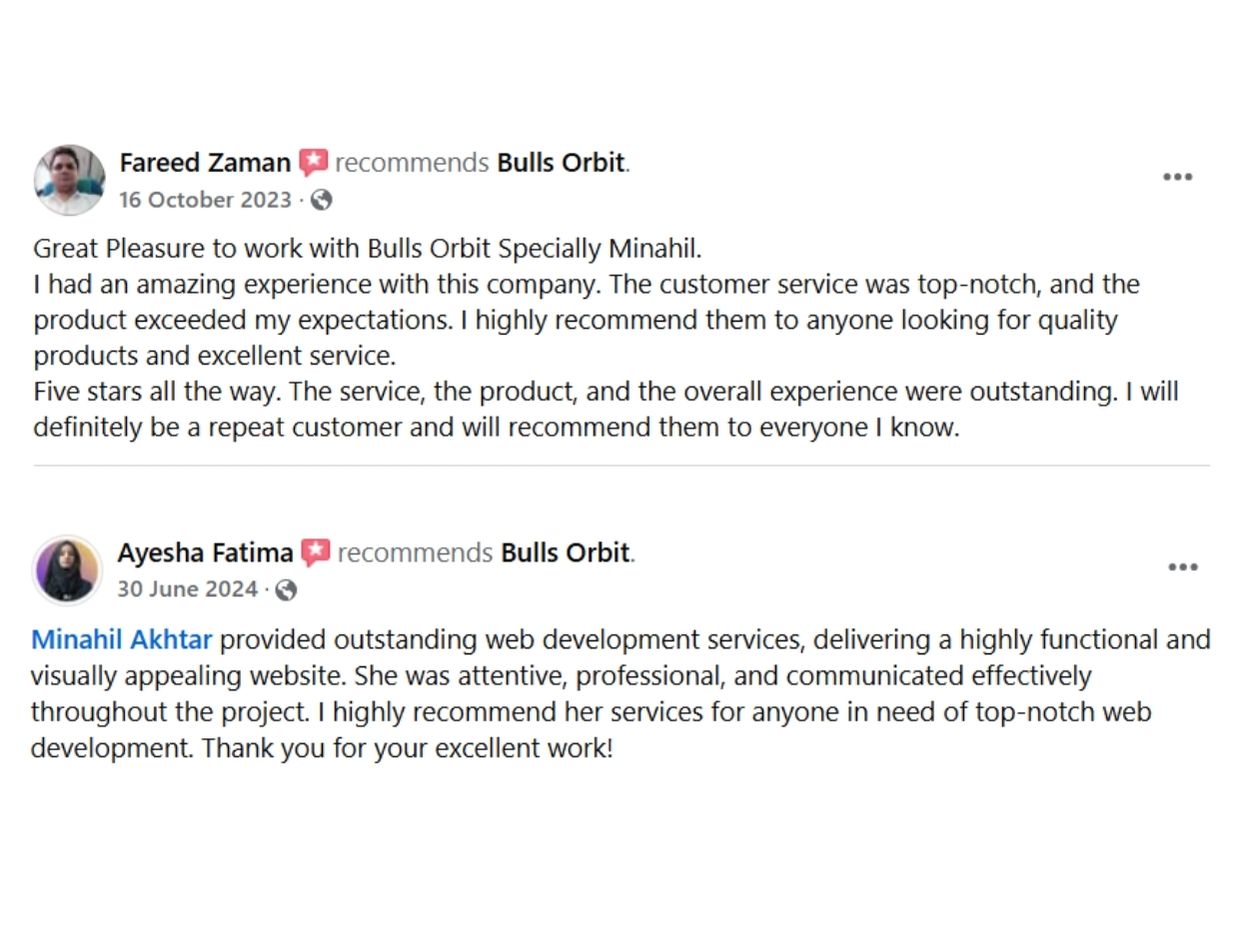 Fareed Zaman recommends Bulls Orbit.
16 October 2023 ·
Great Pleasure to work with Bulls Orbit Specially Minahil.
I had an amazing experience with this company. The customer service was top-notch, and the
product exceeded my expectations. I highly recommend them to anyone looking for quality
products and excellent service.
Five stars all the way. The service, the product, and the overall experience were outstanding. I will
definitely be a repeat customer and will recommend them to everyone I know.
Ayesha Fatima recommends Bulls Orbit.
30 June 2024 ·
Minahil Akhtar provided outstanding web development services, delivering a highly functional and
visually appealing website. She was attentive, professional, and communicated effectively
throughout the project. I highly recommend her services for anyone in need of top-notch web
development. Thank you for your excellent work!